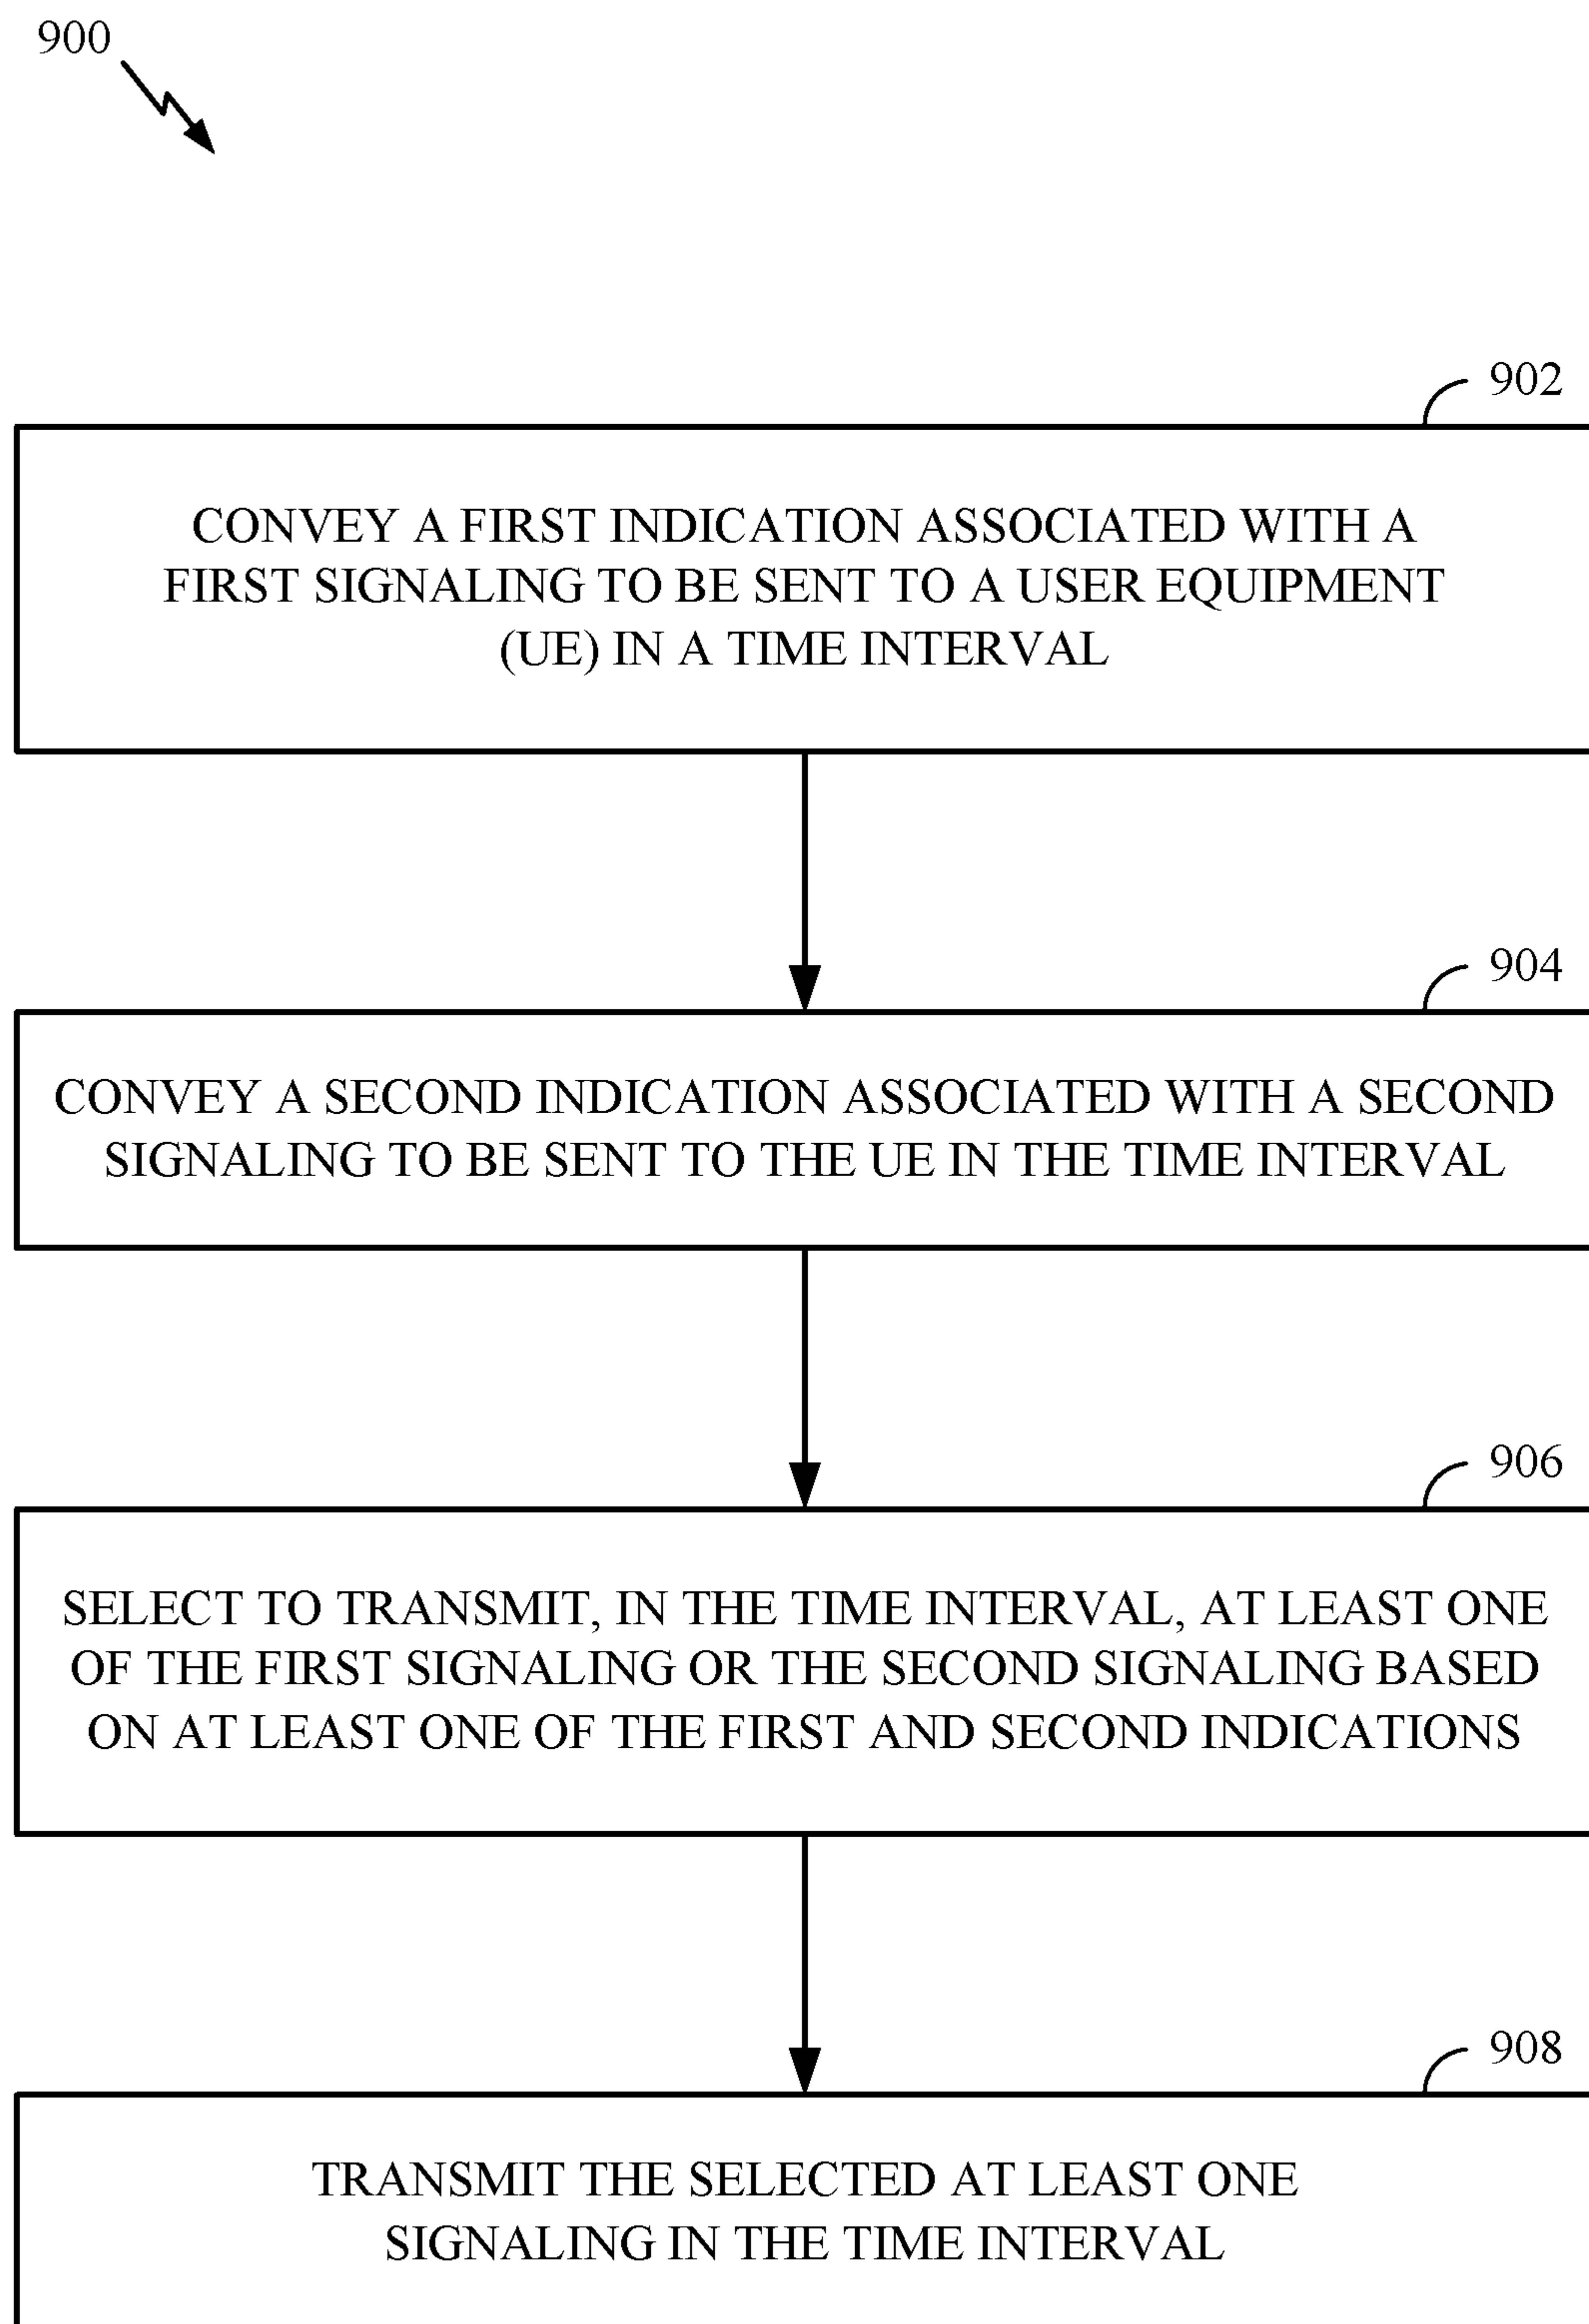 900
902
CONVEY A FIRST INDICATION ASSOCIATED WITH A
FIRST SIGNALING TO BE SENT TO A USER EQUIPMENT
(UE) IN A TIME INTERVAL
904
CONVEY A SECOND INDICATION ASSOCIATED WITH A SECOND
SIGNALING TO BE SENT TO THE UE IN THE TIME INTERVAL
906
SELECT TO TRANSMIT, IN THE TIME INTERVAL, AT LEAST ONE
OF THE FIRST SIGNALING OR THE SECOND SIGNALING BASED
ON AT LEAST ONE OF THE FIRST AND SECOND INDICATIONS
908
TRANSMIT THE SELECTED AT LEAST ONE
SIGNALING IN THE TIME INTERVAL